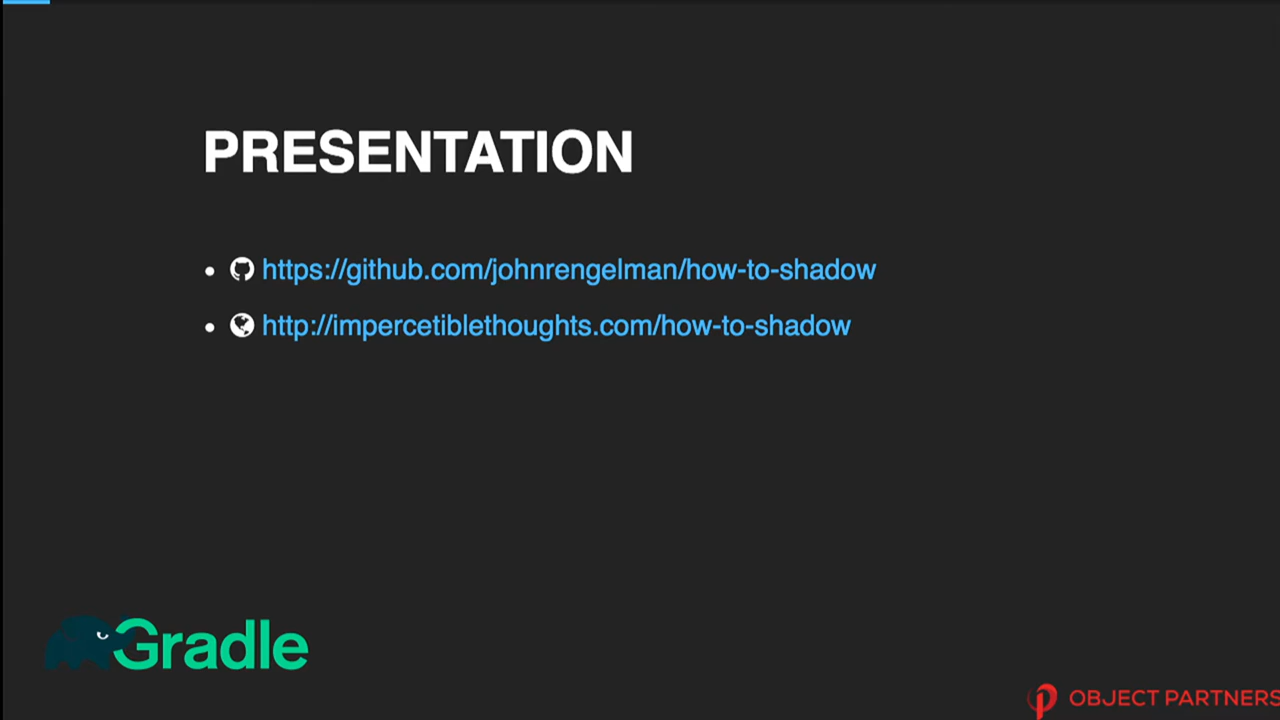 PRESENTATION
https://github.com/johnrengelman/how-to-shadow
http://impercetiblethoughts.com/how-to-shadow
Gradle
OBJECT PARTNERS